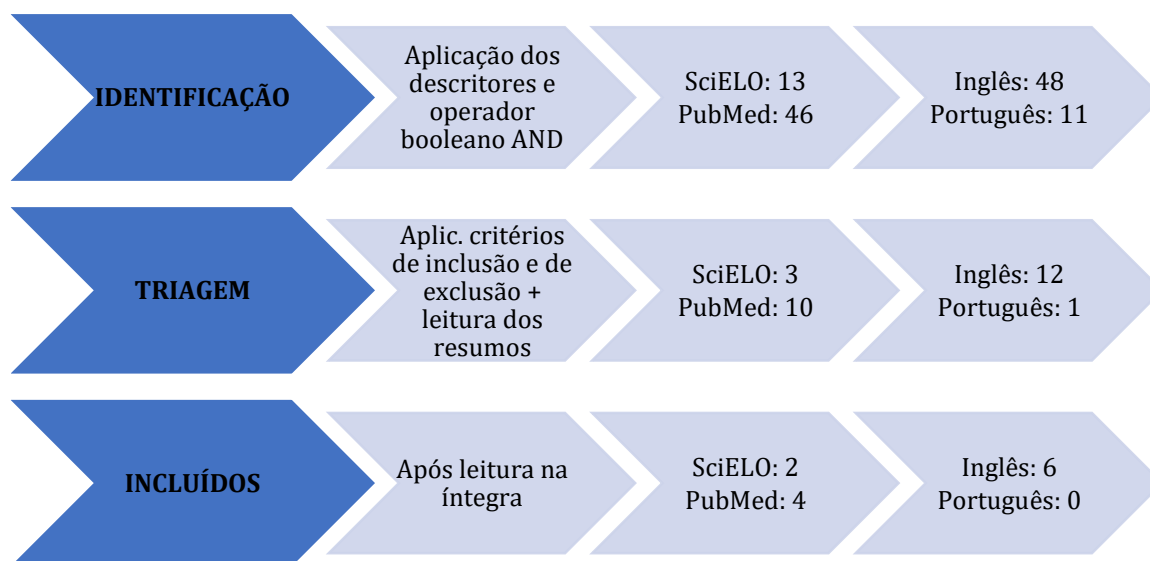 IDENTIFICAÇÃO
Aplicação dos
descritores e
operador
booleano AND
SciELO: 13
PubMed: 46
Inglês: 48
Português: 11
TRIAGEM
Aplic. critérios
de inclusão e de
exclusão +
leitura dos
resumos
SciELO: 3
PubMed: 10
Inglês: 12
Português: 1
INCLUÍDOS
Após leitura na
íntegra
SciELO: 2
PubMed: 4
Inglês: 6
Português: 0